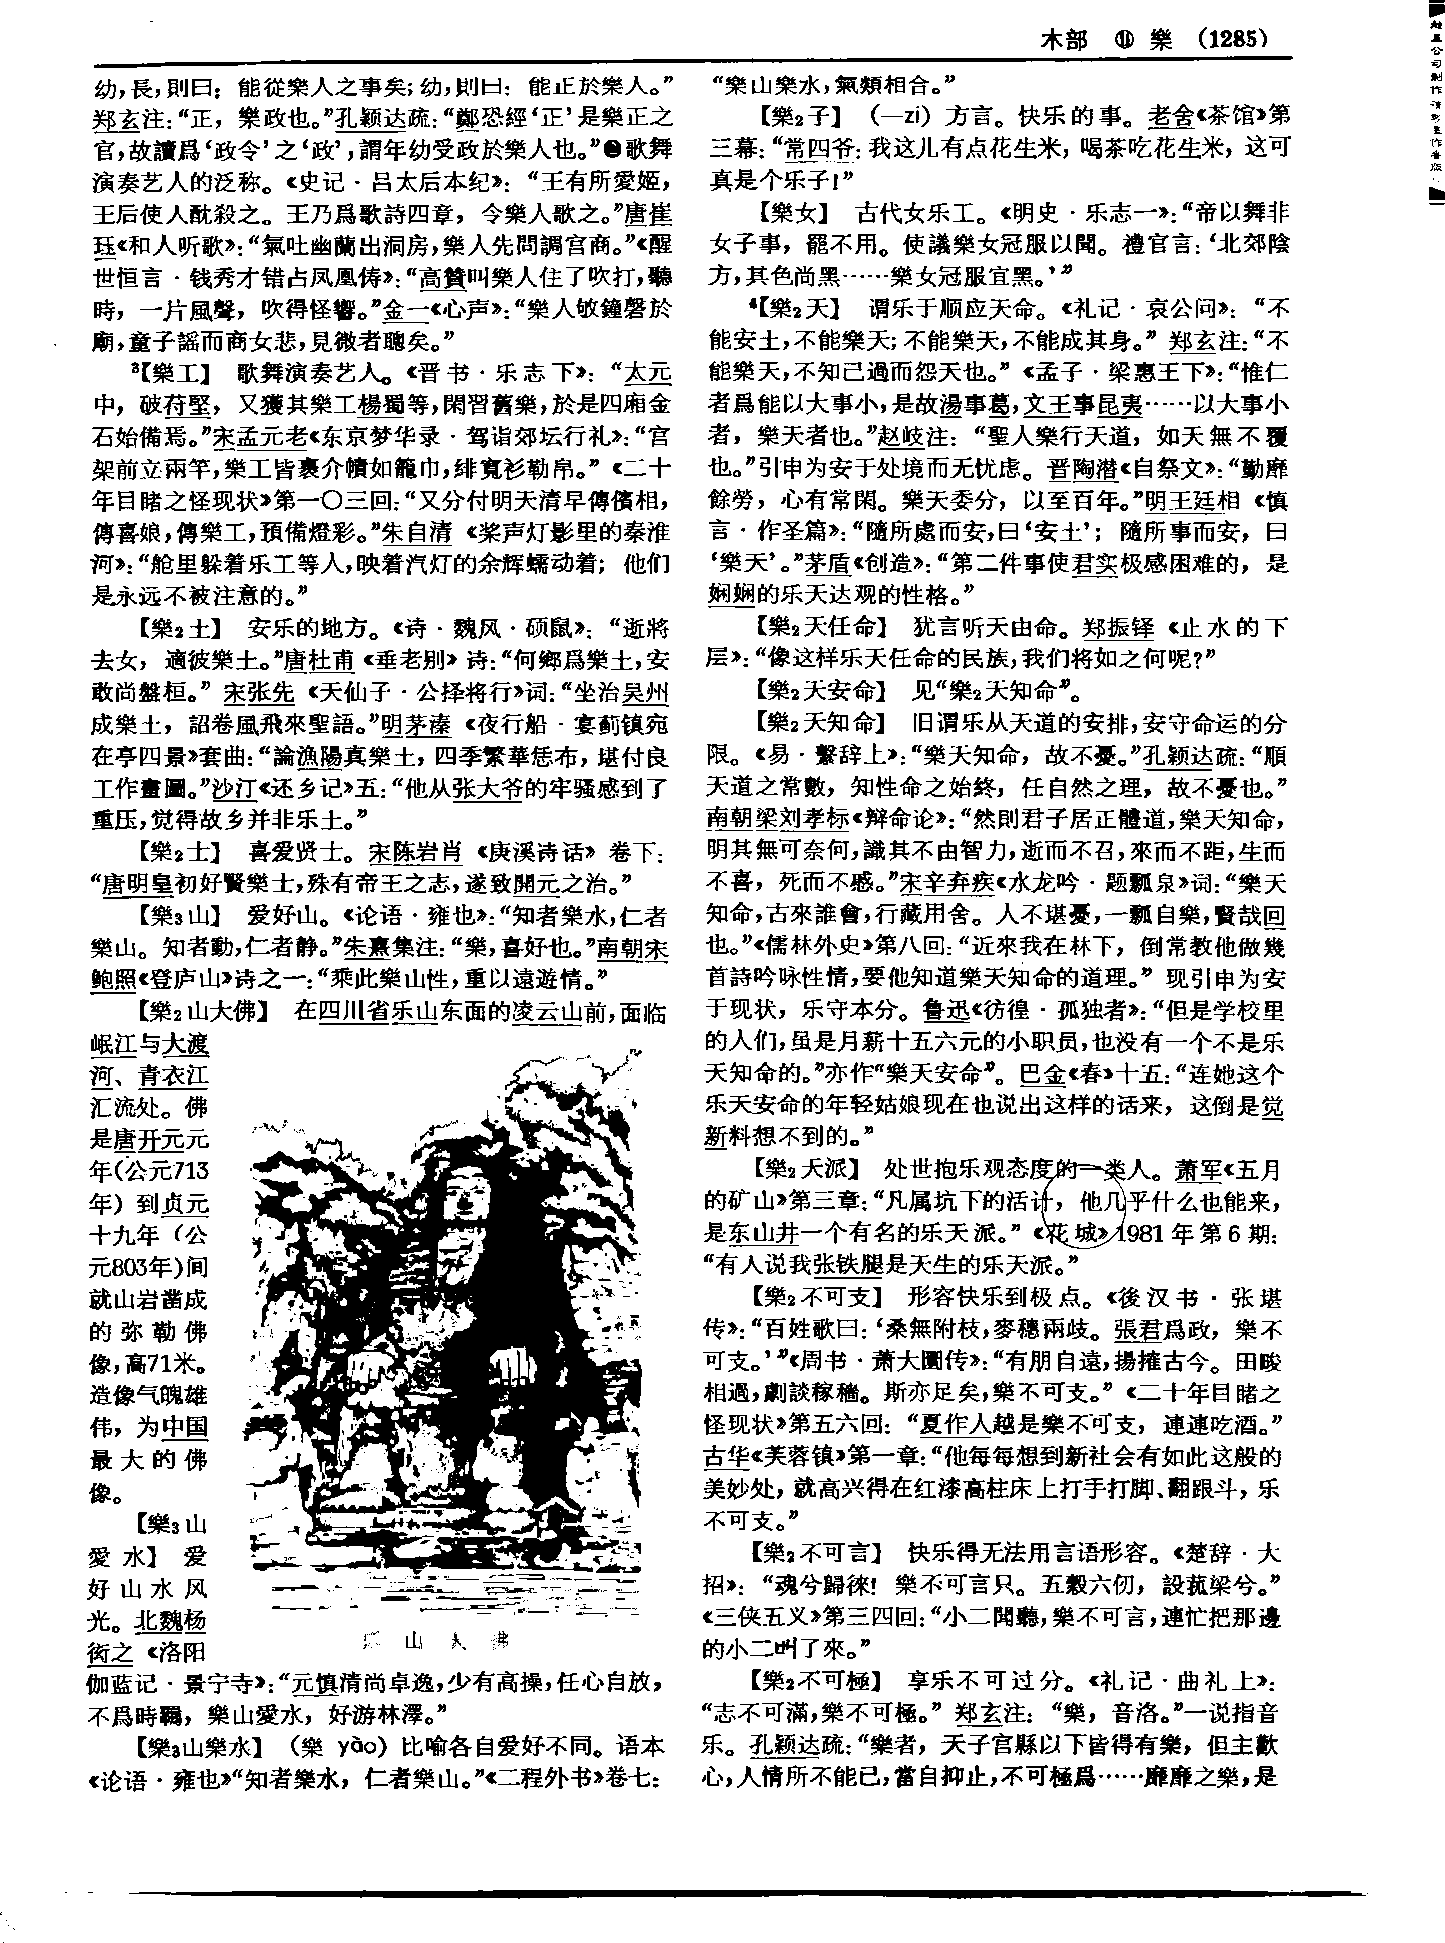 木部 ⑪ 樂 （1285）
幼，長，則曰：能從樂人之事矣；幼，則曰：能正於樂人。”
郑玄注：“正，樂政也。”孔颖达疏：“鄭恐經‘正’是樂正之
官，故讀爲‘政令’之‘政’，謂年幼受政於樂人也。”❷歌舞
演奏艺人的泛称。《史记·吕太后本纪》：“王有所愛姬，
王后使人酖殺之。王乃爲歌詩四章，令樂人歌之。”唐崔
珏《和人听歌》：“氣吐幽蘭出洞房，樂人先問調宫商。”《醒
世恒言·钱秀才错占凤凰俦》：“高贊叫樂人住了吹打，聽
時，一片風聲，吹得怪響。”金一《心声》：“樂人敂鐘磬於
廟，童子謡而商女悲，見微者聰矣。”
³【樂工】 歌舞演奏艺人。《晋书·乐志下》：“太元
中，破苻堅，又獲其樂工楊蜀等，閑習舊樂，於是四廂金
石始備焉。”宋孟元老《东京梦华录·驾诣郊坛行礼》：“宫
架前立兩竿，樂工皆裹介幘如籠巾，緋寬衫勒帛。”《二十
年目睹之怪现状》第一〇三回：“又分付明天清早傳儐相，
傳喜娘，傳樂工，預備燈彩。”朱自清《桨声灯影里的秦淮
河》：“舱里躲着乐工等人，映着汽灯的余辉蠕动着；他们
是永远不被注意的。”
【樂₂土】 安乐的地方。《诗·魏风·硕鼠》：“逝將
去女，適彼樂土。”唐杜甫《垂老别》诗：“何鄉爲樂土，安
敢尚盤桓。”宋张先《天仙子·公择将行》词：“坐治吴州
成樂土，詔卷風飛來聖語。”明茅溱《夜行船·宴蓟镇宛
在亭四景》套曲：“論漁陽真樂土，四季繁華恁布，堪付良
工作畫圖。”沙汀《还乡记》五：“他从张大爷的牢骚感到了
重压，觉得故乡并非乐土。”
【樂₂士】 喜爱贤士。宋陈岩肖《庚溪诗话》卷下：
“唐明皇初好賢樂士，殊有帝王之志，遂致開元之治。”
【樂₃山】 爱好山。《论语·雍也》：“知者樂水，仁者
樂山。知者動，仁者静。”朱熹集注：“樂，喜好也。”南朝宋
鲍照《登庐山》诗之一：“乘此樂山性，重以遠遊情。”
【樂₂山大佛】 在四川省乐山东面的凌云山前，面临
岷江与大渡
河、青衣江
汇流处。佛
是唐开元元
年（公元713
年）到贞元
十九年（公
元803年）间
就山岩凿成
的弥勒佛
像，高71米。
造像气魄雄
伟，为中国
最大的佛
像。
【樂₃山
愛水】 爱
好山水风
光。北魏杨
衒之《洛阳
乐山大佛
伽蓝记·景宁寺》：“元慎清尚卓逸，少有高操，任心自放，
不爲時羈，樂山愛水，好游林澤。”
【樂₃山樂水】 （樂 yào）比喻各自爱好不同。语本
《论语·雍也》“知者樂水，仁者樂山。”《二程外书》卷七：
“樂山樂水，氣類相合。”
【樂₂子】 （—zi）方言。快乐的事。老舍《茶馆》第
三幕：“常四爷：我这儿有点花生米，喝茶吃花生米，这可
真是个乐子！”
【樂女】 古代女乐工。《明史·乐志一》：“帝以舞非
女子事，罷不用。使議樂女冠服以聞。禮官言：‘北郊陰
方，其色尚黑……樂女冠服宜黑。’”
⁴【樂₂天】 谓乐于顺应天命。《礼记·哀公问》：“不
能安土，不能樂天；不能樂天，不能成其身。”郑玄注：“不
能樂天，不知己過而怨天也。”《孟子·梁惠王下》：“惟仁
者爲能以大事小，是故湯事葛，文王事昆夷……以大事小
者，樂天者也。”赵岐注：“聖人樂行天道，如天無不覆
也。”引申为安于处境而无忧虑。晋陶潜《自祭文》：“勤靡
餘勞，心有常閑。樂天委分，以至百年。”明王廷相《慎
言·作圣篇》：“隨所處而安，曰‘安土’；隨所事而安，曰
‘樂天’。”茅盾《创造》：“第二件事使君实极感困难的，是
娴娴的乐天达观的性格。”
【樂₂天任命】 犹言听天由命。郑振铎《止水的下
层》：“像这样乐天任命的民族，我们将如之何呢？”
【樂₂天安命】 见“樂₂天知命”。
【樂₂天知命】 旧谓乐从天道的安排，安守命运的分
限。《易·繫辞上》：“樂天知命，故不憂。”孔颖达疏：“順
天道之常數，知性命之始終，任自然之理，故不憂也。”
南朝梁刘孝标《辩命论》：“然則君子居正體道，樂天知命，
明其無可奈何，識其不由智力，逝而不召，來而不距，生而
不喜，死而不慼。”宋辛弃疾《水龙吟·题瓢泉》词：“樂天
知命，古來誰會，行藏用舍。人不堪憂，一瓢自樂，賢哉回
也。”《儒林外史》第八回：“近來我在林下，倒常教他做幾
首詩吟咏性情，要他知道樂天知命的道理。”现引申为安
于现状，乐守本分。鲁迅《彷徨·孤独者》：“但是学校里
的人们，虽是月薪十五六元的小职员，也没有一个不是乐
天知命的。”亦作“樂天安命”。巴金《春》十五：“连她这个
乐天安命的年轻姑娘现在也说出这样的话来，这倒是觉
新料想不到的。”
【樂₂天派】 处世抱乐观态度的一类人。萧军《五月
的矿山》第三章：“凡属坑下的活计，他几乎什么也能来，
是东山井一个有名的乐天派。”《花城》1981年第6期：
“有人说我张铁腿是天生的乐天派。”
【樂₂不可支】 形容快乐到极点。《後汉书·张堪
传》：“百姓歌曰：‘桑無附枝，麥穗兩歧。張君爲政，樂不
可支。’”《周书·萧大圜传》：“有朋自遠，揚搉古今。田畯
相過，劇談稼穡。斯亦足矣，樂不可支。”《二十年目睹之
怪现状》第五六回：“夏作人越是樂不可支，連連吃酒。”
古华《芙蓉镇》第一章：“他每每想到新社会有如此这般的
美妙处，就高兴得在红漆高柱床上打手打脚、翻跟斗，乐
不可支。”
【樂₂不可言】 快乐得无法用言语形容。《楚辞·大
招》：“魂兮歸徠！樂不可言只。五穀六仞，設菰粱兮。”
《三侠五义》第三四回：“小二聞聽，樂不可言，連忙把那邊
的小二叫了來。”
【樂₂不可極】 享乐不可过分。《礼记·曲礼上》：
“志不可滿，樂不可極。”郑玄注：“樂，音洛。”一说指音
乐。孔颖达疏：“樂者，天子宫縣以下皆得有樂，但主歡
心，人情所不能已，當自抑止，不可極爲……靡靡之樂，是